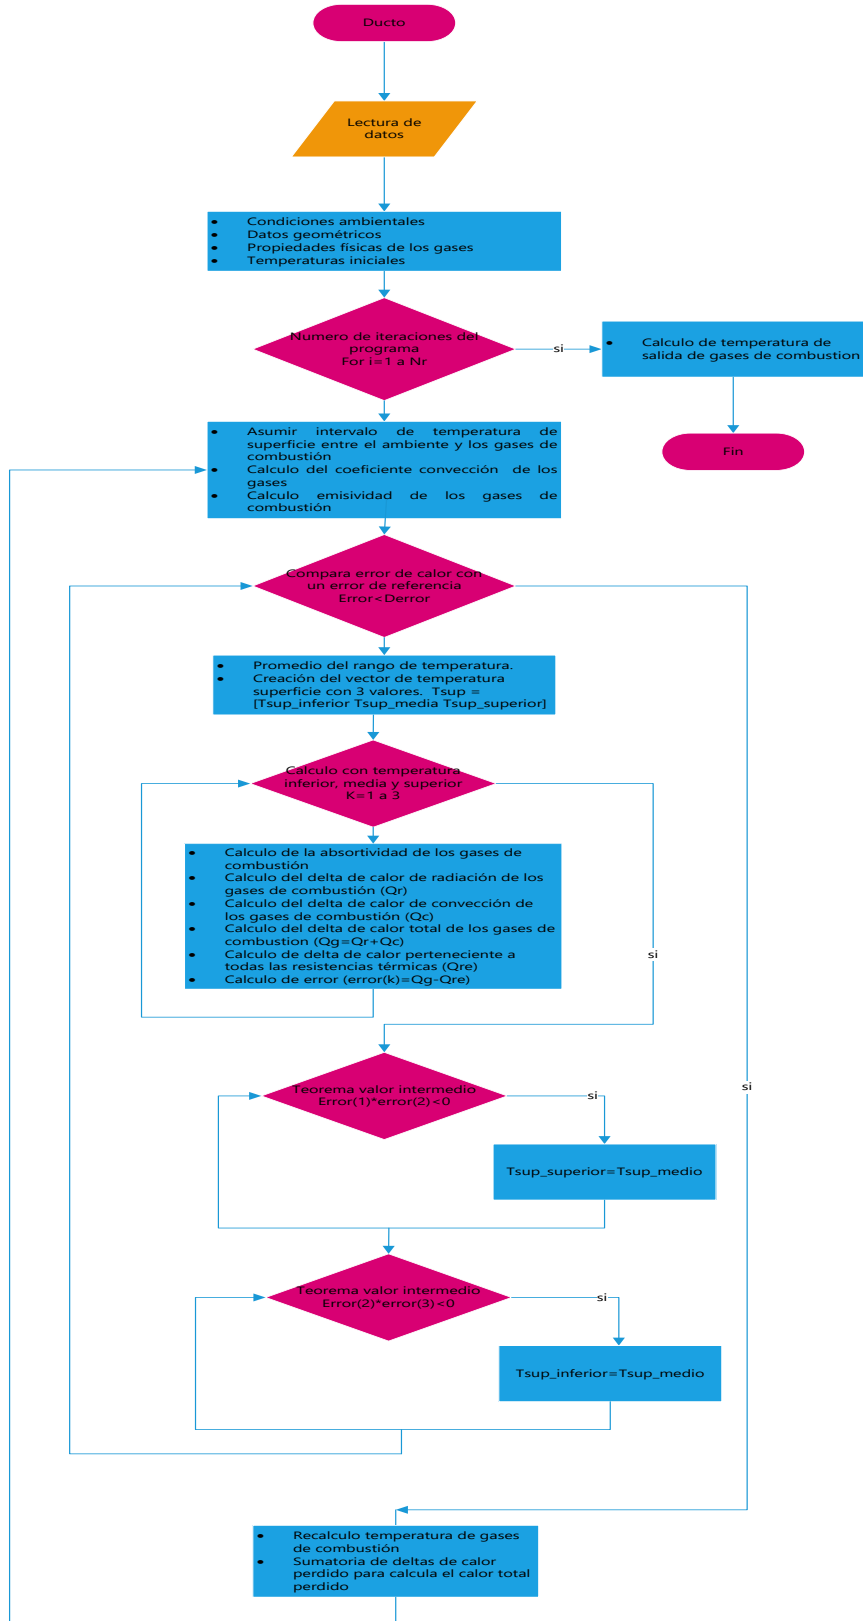 Ducto
Lectura de
datos
• Condiciones ambientales
• Datos geométricos
• Propiedades físicas de los gases
• Temperaturas iniciales
Numero de iteraciones del
programa
For i=1 a Nr
si
• Calculo de temperatura de
salida de gases de combustion
Fin
• Asumir intervalo de temperatura de
superficie entre el ambiente y los gases de
combustión
• Calculo del coeficiente convección de los
gases
• Calculo emisividad de los gases de
combustión
Compara error de calor con
un error de referencia
Error<Derror
• Promedio del rango de temperatura.
• Creación del vector de temperatura
superficie con 3 valores. Tsup =
[Tsup_inferior Tsup_media Tsup_superior]
Calculo con temperatura
inferior, media y superior
K=1 a 3
• Calculo de la absortividad de los gases de
combustión
• Calculo del delta de calor de radiación de los
gases de combustión (Qr)
• Calculo del delta de calor de convección de
los gases de combustión (Qc)
• Calculo del delta de calor total de los gases de
combustion (Qg=Qr+Qc)
• Calculo de delta de calor perteneciente a
todas las resistencias térmicas (Qre)
• Calculo de error (error(k)=Qg-Qre)
si
si
Teorema valor intermedio
Error(1)*error(2)<0
si
Tsup_superior=Tsup_medio
Teorema valor intermedio
Error(2)*error(3)<0
si
Tsup_inferior=Tsup_medio
• Recalculo temperatura de gases
de combustión
• Sumatoria de deltas de calor
perdido para calcula el calor total
perdido